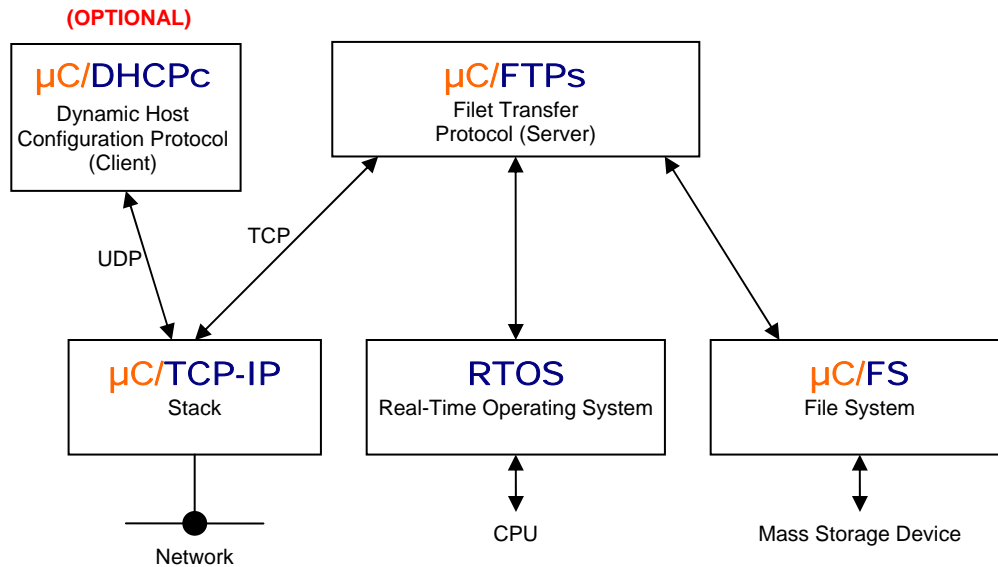 (OPTIONAL)
µC/DHCPc
Dynamic Host
Configuration Protocol
(Client)
µC/FTPs
Filet Transfer
Protocol (Server)
UDP
TCP
µC/TCP-IP
Stack
RTOS
Real-Time Operating System
µC/FS
File System
Network
CPU
Mass Storage Device